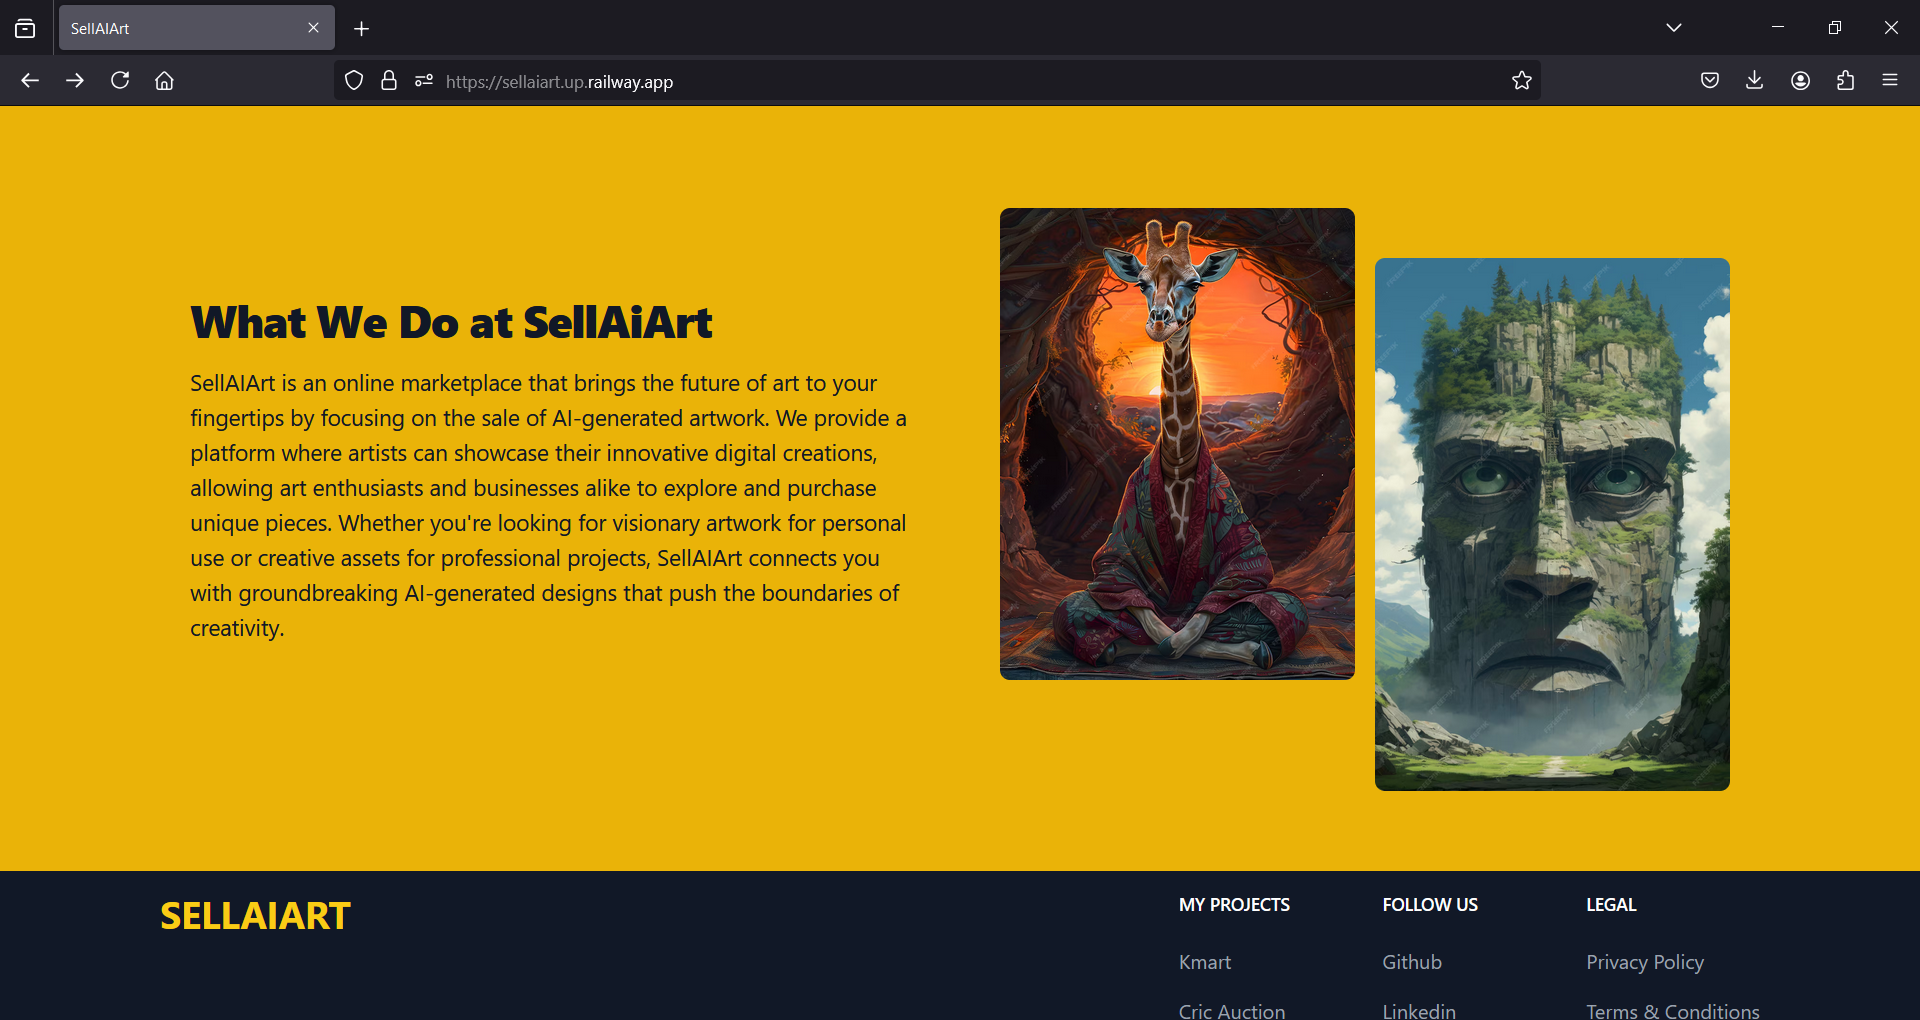 SellAIArt
https://sellaiart.up.railway.app
What We Do at SellAiArt
SellAIArt is an online marketplace that brings the future of art to your
fingertips by focusing on the sale of AI-generated artwork. We provide a
platform where artists can showcase their innovative digital creations,
allowing art enthusiasts and businesses alike to explore and purchase
unique pieces. Whether you're looking for visionary artwork for personal
use or creative assets for professional projects, SellAIArt connects you
with groundbreaking AI-generated designs that push the boundaries of
creativity.
SELLAIART
MY PROJECTS
Kmart
Cric Auction
FOLLOW US
Github
Linkedin
LEGAL
Privacy Policy
Terms & Conditions